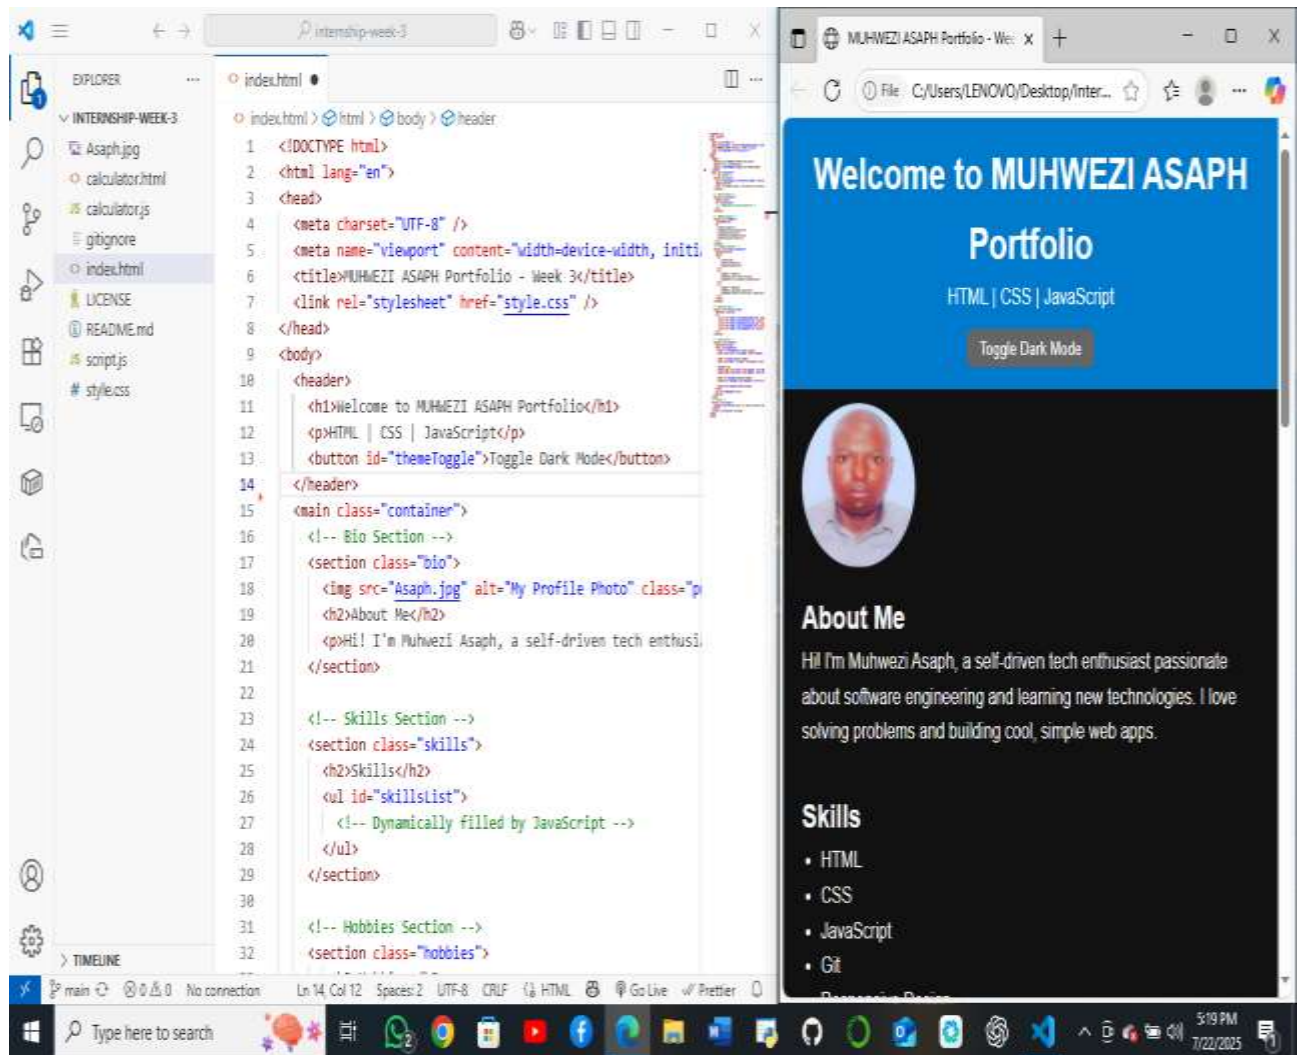 internship-week-3
EXPLORER
INTERNSHIP-WEEK-3
Asaph.jpg
calculator.html
JS calculator.js
gitignore
index.html
LICENSE
README.md
JS script.js
# style.css
TIMELINE
index.html
index.html > html > body > header
1 <!DOCTYPE html>
2 <html lang="en">
3 <head>
4 <meta charset="UTF-8" />
5 <meta name="viewport" content="width=device-width, initi
6 <title>MUHWEZI ASAPH Portfolio - Week 3</title>
7 <link rel="stylesheet" href="style.css" />
8 </head>
9 <body>
10 <header>
11 <h1>Welcome to MUHWEZI ASAPH Portfolio</h1>
12 <p>HTML | CSS | JavaScript</p>
13 <button id="themeToggle">Toggle Dark Mode</button>
14 </header>
15 <main class="container">
16 <!-- Bio Section -->
17 <section class="bio">
18 <img src="Asaph.jpg" alt="My Profile Photo" class="p
19 <h2>About Me</h2>
20 <p>Hi! I'm Muhwezi Asaph, a self-driven tech enthusi
21 </section>
22
23 <!-- Skills Section -->
24 <section class="skills">
25 <h2>Skills</h2>
26 <ul id="skillsList">
27 <!-- Dynamically filled by JavaScript -->
28 </ul>
29 </section>
30
31 <!-- Hobbies Section -->
32 <section class="hobbies">
main 0 0 No connection Ln 14, Col 12 Spaces: 2 UTF-8 CRLF HTML Go Live Prettier
MUHWEZI ASAPH Portfolio - We
File C:/Users/LENOVO/Desktop/Inter...
Welcome to MUHWEZI ASAPH
Portfolio
HTML | CSS | JavaScript
Toggle Dark Mode
About Me
Hi! I'm Muhwezi Asaph, a self-driven tech enthusiast passionate
about software engineering and learning new technologies. I love
solving problems and building cool, simple web apps.
Skills
• HTML
• CSS
• JavaScript
• Git
Type here to search
5:19 PM
7/22/2025